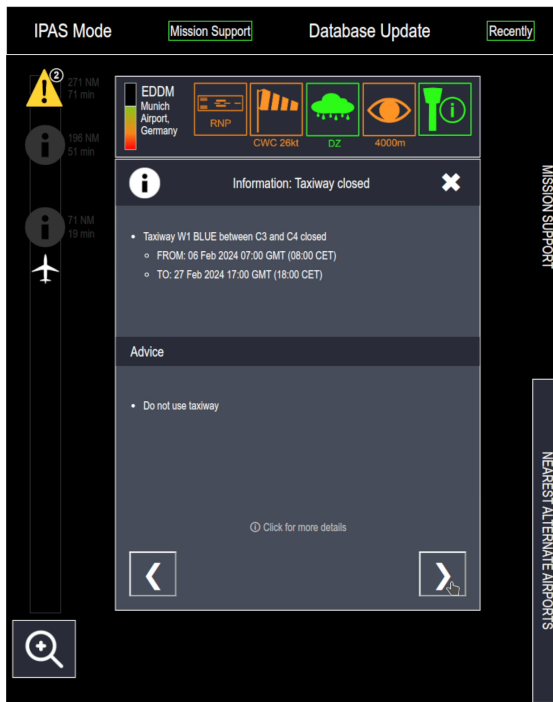 IPAS Mode
Mission Support
Database Update
Recently
2
271 NM
71 min
196 NM
51 min
71 NM
19 min
EDDM
Munich
Airport,
Germany
RNP
CWC 26kt
DZ
4000m
Information: Taxiway closed
• Taxiway W1 BLUE between C3 and C4 closed
◦ FROM: 06 Feb 2024 07:00 GMT (08:00 CET)
◦ TO: 27 Feb 2024 17:00 GMT (18:00 CET)
Advice
• Do not use taxiway
Click for more details
MISSION SUPPORT
NEAREST ALTERNATE AIRPORTS